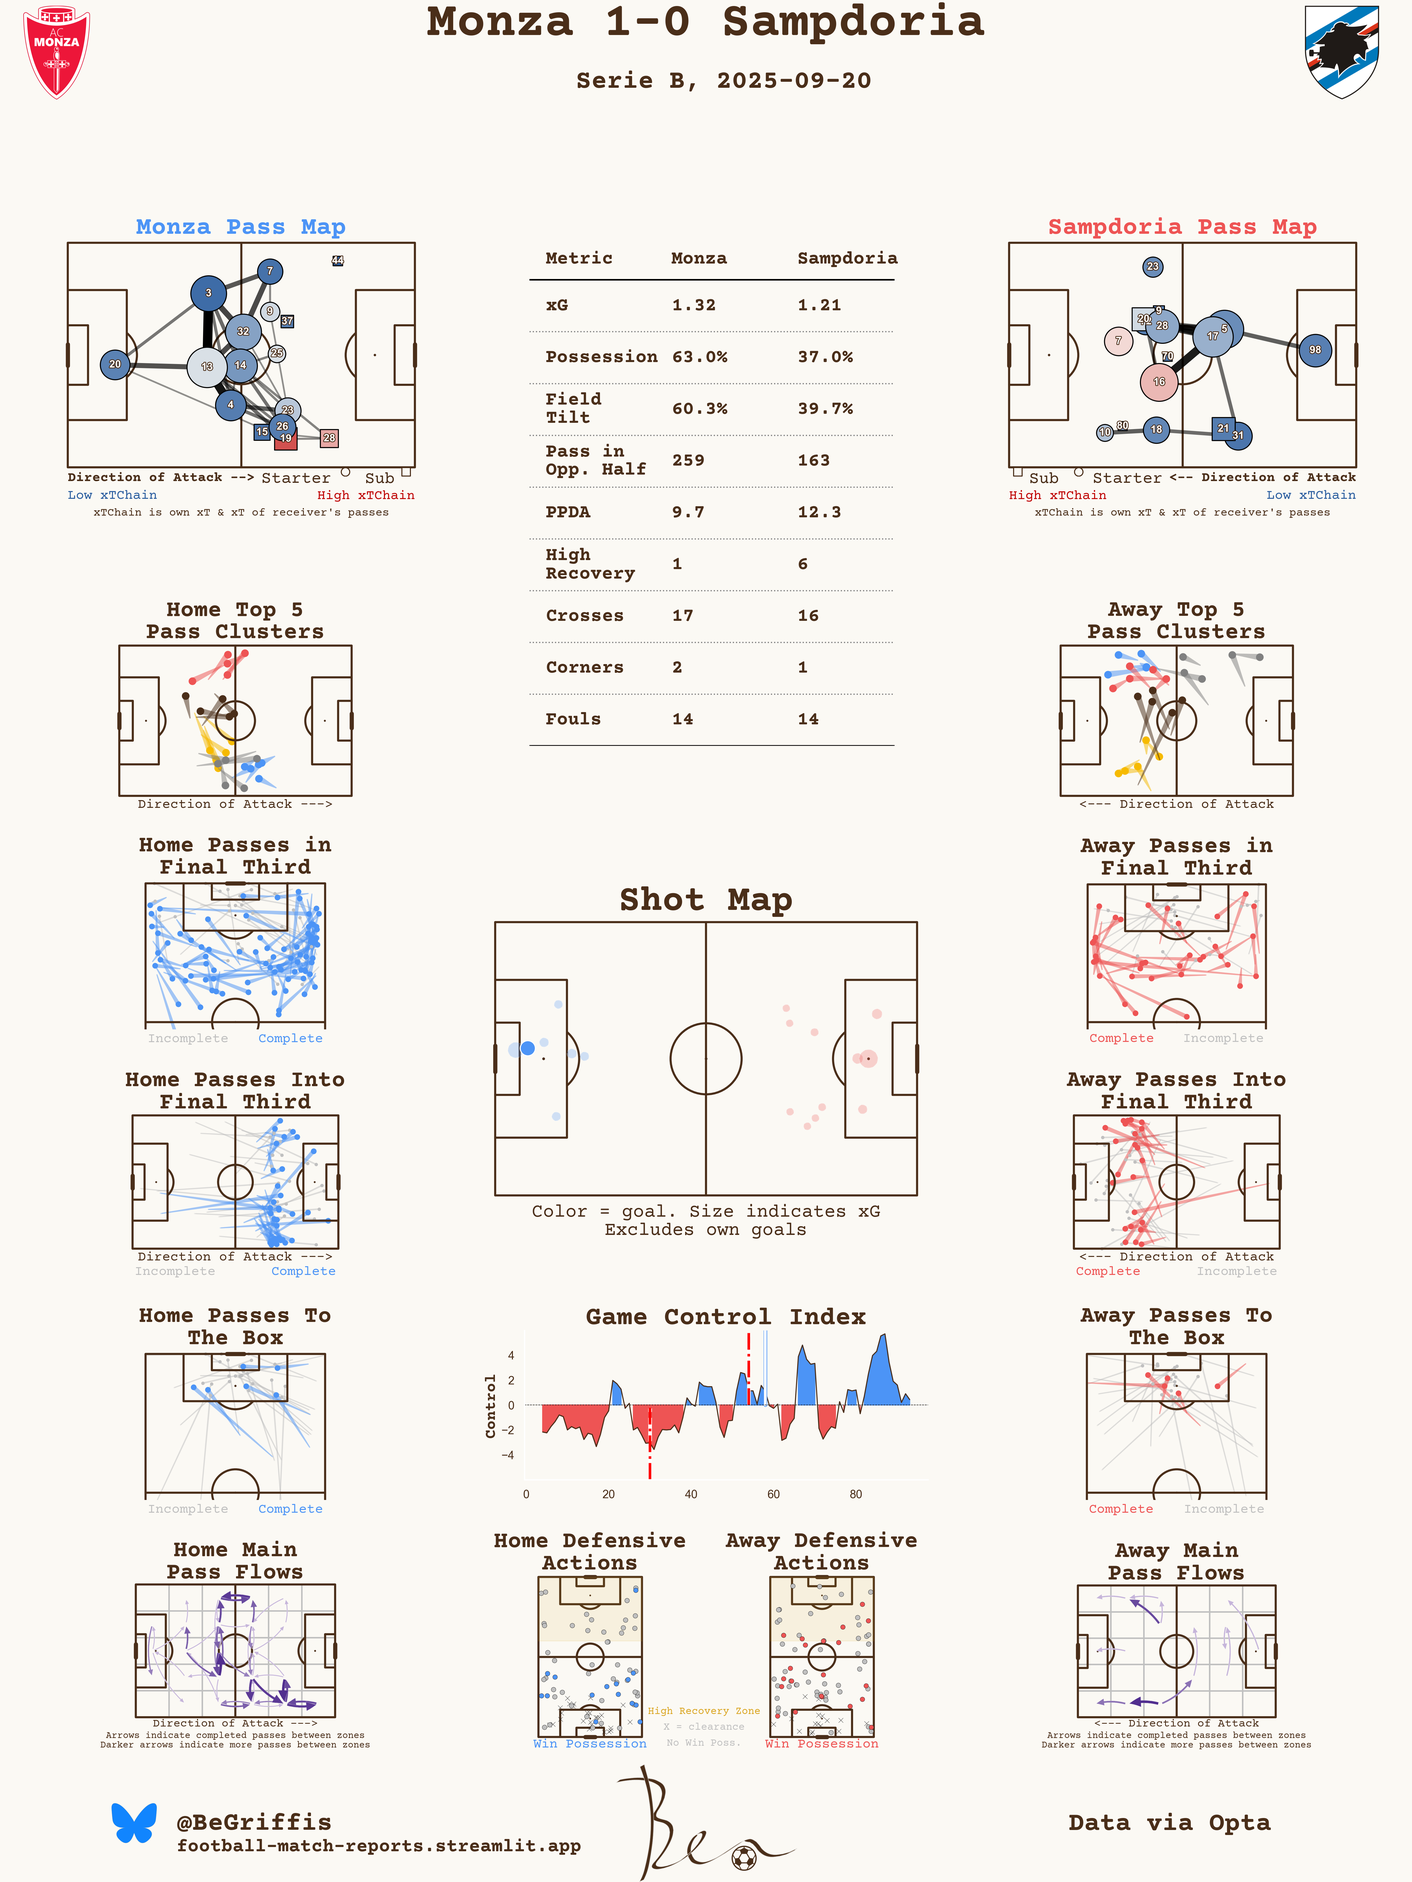 Monza 1-0 Sampdoria
Serie B, 2025-09-20
AC
MONZA
Monza Pass Map
44
7
3
9
37
32
25
20
13
14
4
23
26
15
19
28
Direction of Attack --> Starter Sub
Low xTChain High xTChain
xTChain is own xT & xT of receiver's passes
Metric Monza Sampdoria
xG 1.32 1.21
Possession 63.0% 37.0%
Field
Tilt 60.3% 39.7%
Pass in
Opp. Half 259 163
PPDA 9.7 12.3
High
Recovery 1 6
Crosses 17 16
Corners 2 1
Fouls 14 14
Sampdoria Pass Map
23
9
20
28
5
17
7
70
98
16
10
80
18
21
31
Sub Starter <-- Direction of Attack
High xTChain Low xTChain
xTChain is own xT & xT of receiver's passes
Home Top 5
Pass Clusters
Direction of Attack --->
Away Top 5
Pass Clusters
<--- Direction of Attack
Home Passes in
Final Third
Incomplete Complete
Away Passes in
Final Third
Complete Incomplete
Shot Map
Color = goal. Size indicates xG
Excludes own goals
Home Passes Into
Final Third
Direction of Attack --->
Incomplete Complete
Away Passes Into
Final Third
<--- Direction of Attack
Complete Incomplete
Home Passes To
The Box
Incomplete Complete
Game Control Index
Control
4
2
0
−2
−4
0 20 40 60 80
Away Passes To
The Box
Complete Incomplete
Home Main
Pass Flows
Direction of Attack --->
Arrows indicate completed passes between zones
Darker arrows indicate more passes between zones
Home Defensive
Actions
Win Possession
High Recovery Zone
X = clearance
No Win Poss.
Away Defensive
Actions
Win Possession
Away Main
Pass Flows
<--- Direction of Attack
Arrows indicate completed passes between zones
Darker arrows indicate more passes between zones
@BeGriffis
football-match-reports.streamlit.app
Ben
Data via Opta